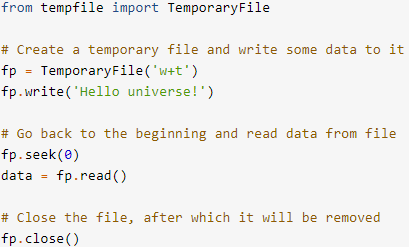 from tempfile import TemporaryFile
# Create a temporary file and write some data to it
fp = TemporaryFile('w+t')
fp.write('Hello universe!')
# Go back to the beginning and read data from file
fp.seek(0)
data = fp.read()
# Close the file, after which it will be removed
fp.close()